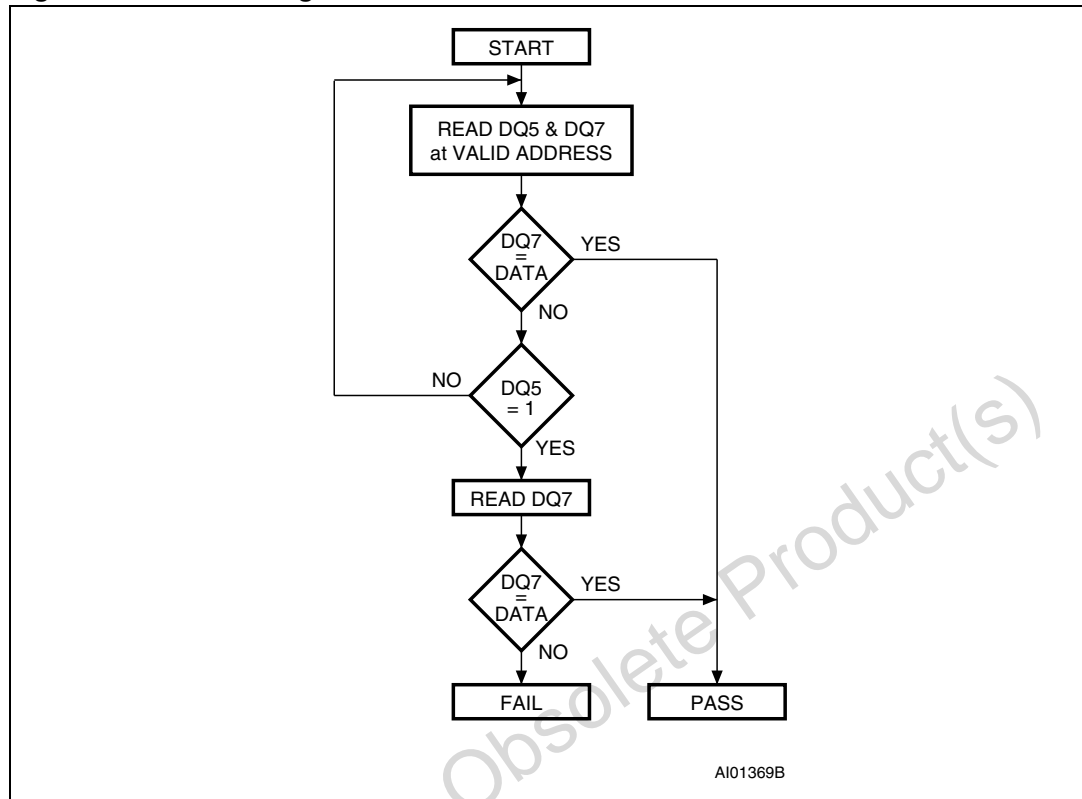 START
READ DQ5 & DQ7
at VALID ADDRESS
DQ7
=
DATA
YES
NO
NO
DQ5
= 1
YES
READ DQ7
DQ7
=
DATA
YES
NO
FAIL
PASS
AI01369B
Obsolete Product(s)